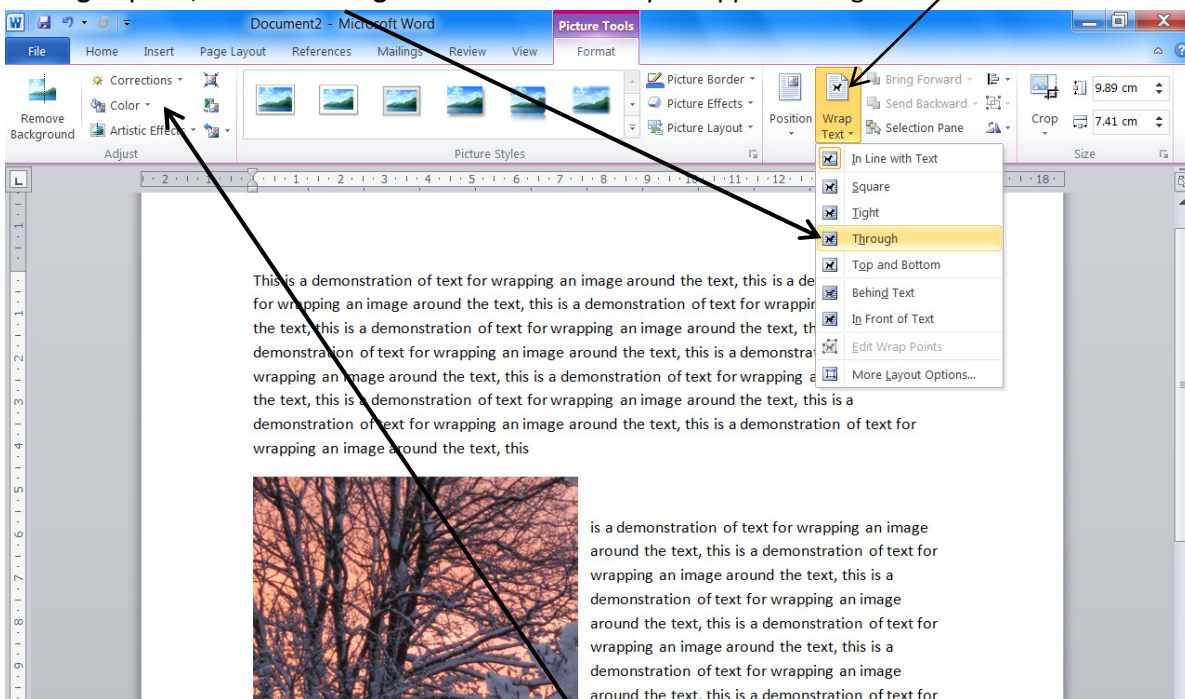 Document2 - Microsoft Word
Picture Tools
File Home Insert Page Layout References Mailings Review View Format
Corrections
Color
Artistic Effects
Remove Background
Adjust
Picture Styles
Picture Border
Picture Effects
Picture Layout
Position
Wrap Text
Bring Forward
Send Backward
Selection Pane
Crop
9.89 cm
7.41 cm
Size
In Line with Text
Square
Tight
Through
Top and Bottom
Behind Text
In Front of Text
Edit Wrap Points
More Layout Options...
This is a demonstration of text for wrapping an image around the text, this is a de
for wrapping an image around the text, this is a demonstration of text for wrappin
the text, this is a demonstration of text for wrapping an image around the text, th
demonstration of text for wrapping an image around the text, this is a demonstrat
wrapping an image around the text, this is a demonstration of text for wrapping a
the text, this is a demonstration of text for wrapping an image around the text, this is a
demonstration of text for wrapping an image around the text, this is a demonstration of text for
wrapping an image around the text, this
is a demonstration of text for wrapping an image
around the text, this is a demonstration of text for
wrapping an image around the text, this is a
demonstration of text for wrapping an image
around the text, this is a demonstration of text for
wrapping an image around the text, this is a
demonstration of text for wrapping an image
around the text, this is a demonstration of text for